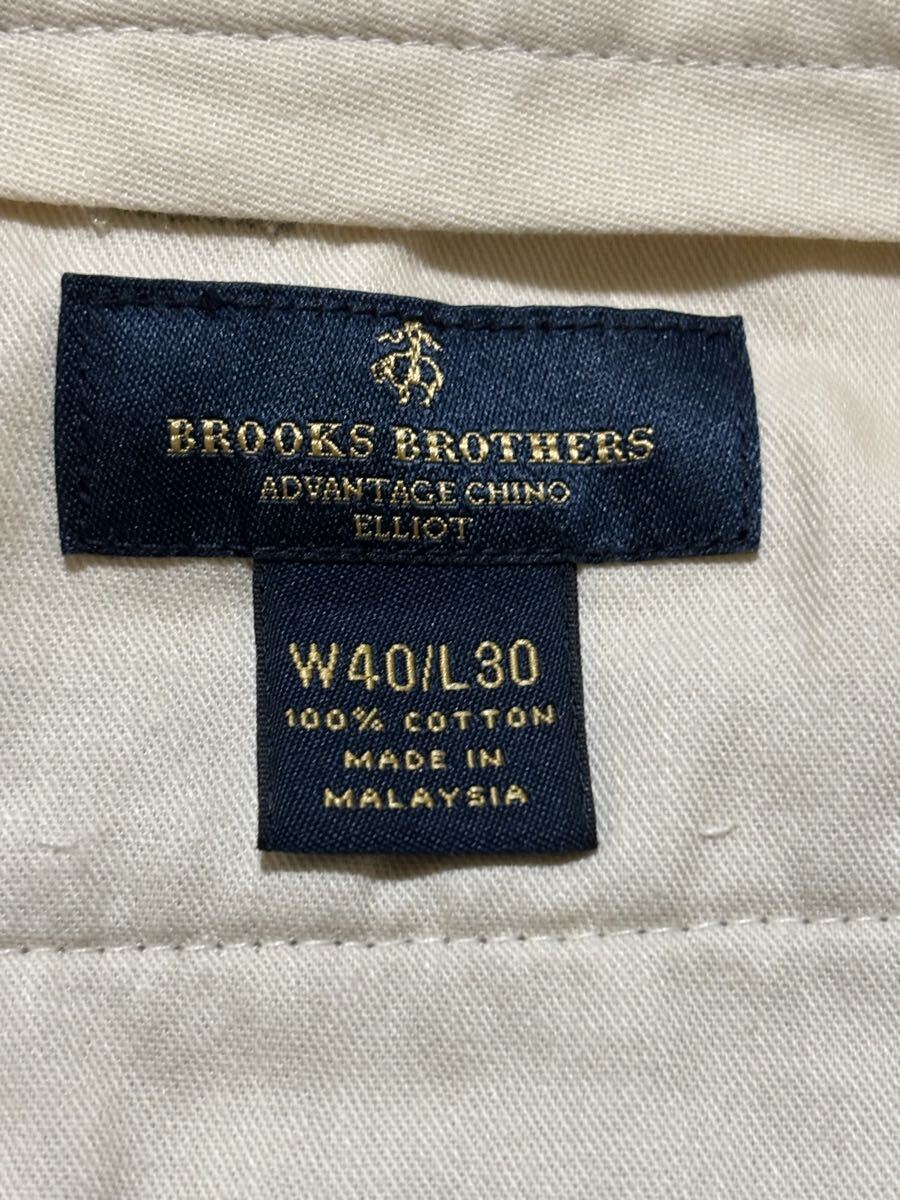 BROOKS BROTHERS
ADVANTAGE CHINO
ELLIOT
W40/L30
100% COTTON
MADE IN
MALAYSIA